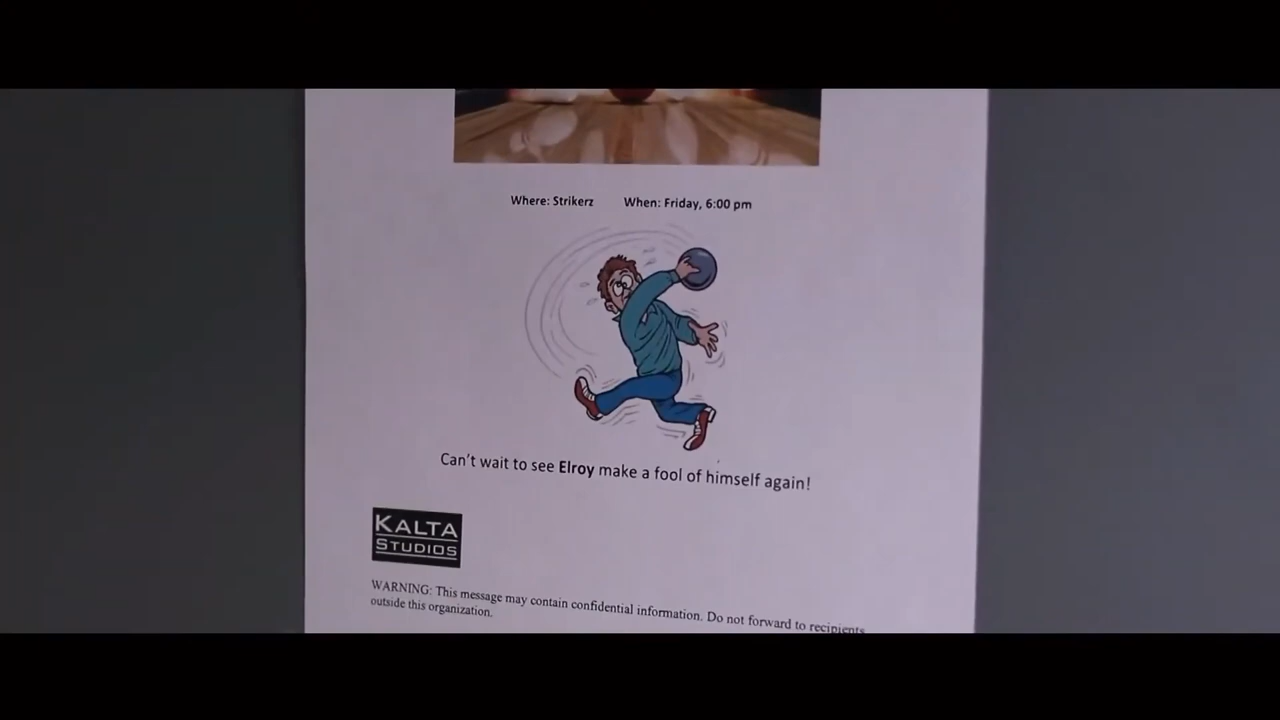 Where: Strikerz When: Friday, 6:00 pm
Can't wait to see Elroy make a fool of himself again!
KALTA
STUDIOS
WARNING: This message may contain confidential information. Do not forward to recipients
outside this organization.